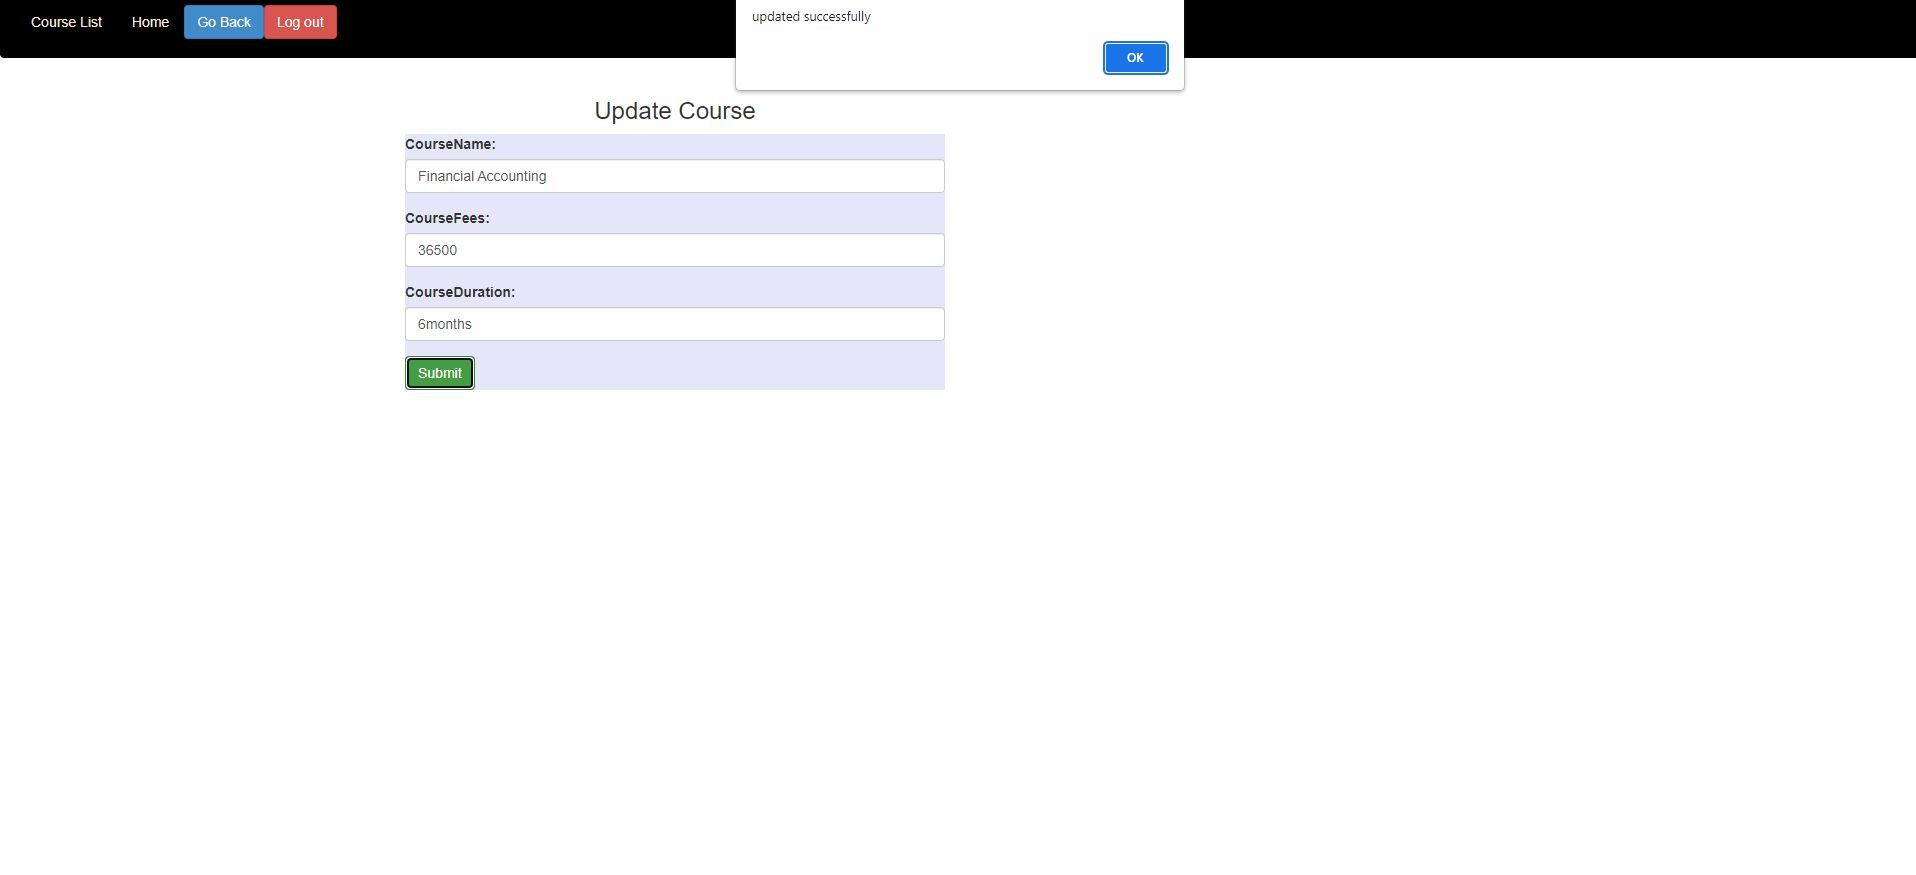 Course List Home Go Back Log out
updated successfully
OK
Update Course
CourseName:
Financial Accounting
CourseFees:
36500
CourseDuration:
6months
Submit